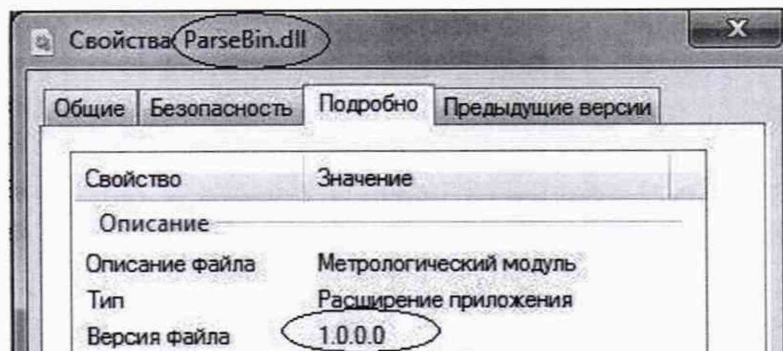 Свойства: ParseBin.dll
X
Общие Безопасность Подробно Предыдущие версии
Свойство Значение
Описание
Описание файла Метрологический модуль
Тип Расширение приложения
Версия файла 1.0.0.0